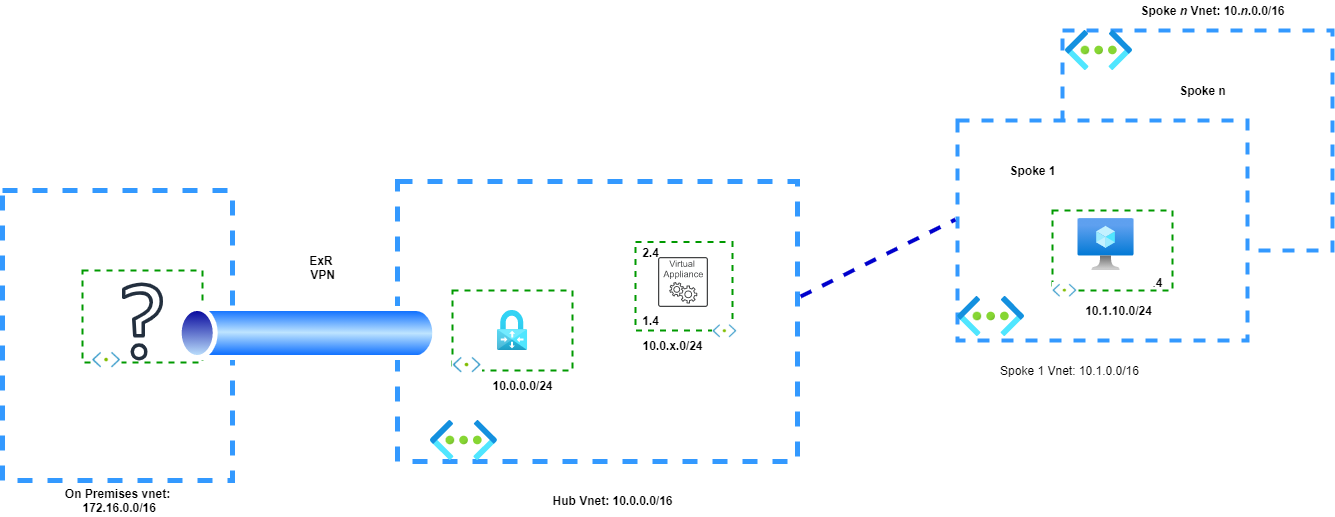 Spoke n Vnet: 10.n.0.0/16
Spoke n
Spoke 1
.4
10.1.10.0/24
Spoke 1 Vnet: 10.1.0.0/16
ExR
VPN
2.4
Virtual
Appliance
1.4
10.0.x.0/24
10.0.0.0/24
Hub Vnet: 10.0.0.0/16
On Premises vnet:
172.16.0.0/16